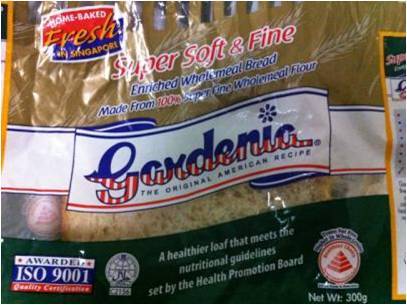 HOME-BAKED
Fresh
IN SINGAPORE
Super Soft & Fine
Enriched Wholemeal Bread
Made From 100% Super Fine Wholemeal Flour
Gardenia®
THE ORIGINAL AMERICAN RECIPE
A healthier loaf that meets the
nutritional guidelines
set by the Health Promotion Board
AWARDED
ISO 9001
Quality Certification
Net Wt: 300g